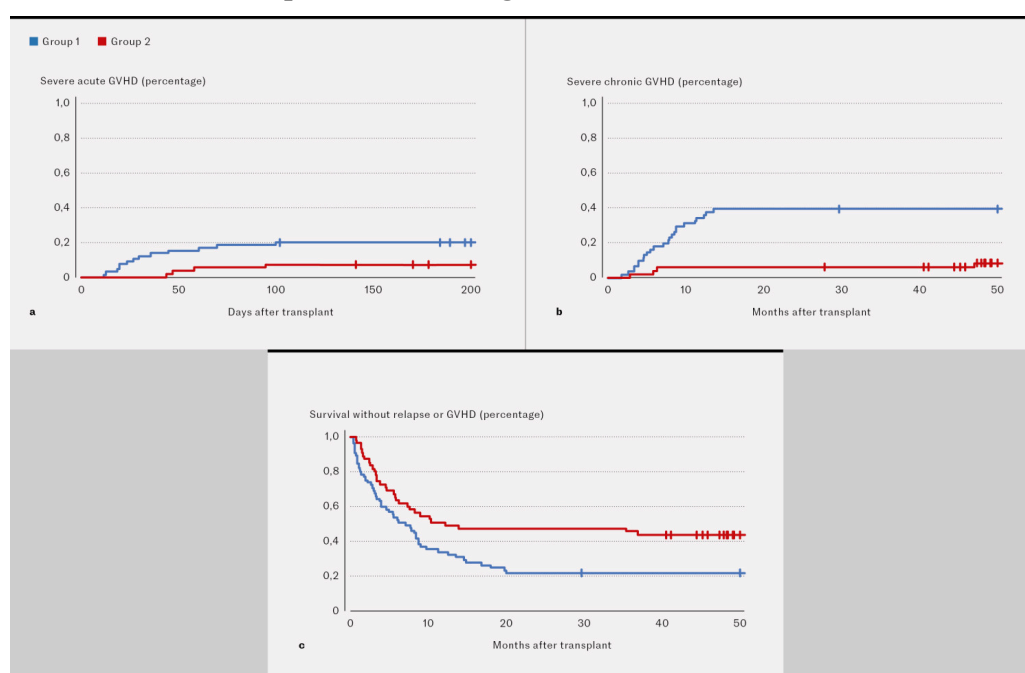 Group 1 Group 2
Severe acute GVHD (percentage)
1,0
0,8
0,6
0,4
0,2
0
0 50 100 150 200
a Days after transplant
Severe chronic GVHD (percentage)
1,0
0,8
0,6
0,4
0,2
0
0 10 20 30 40 50
b Months after transplant
Survival without relapse or GVHD (percentage)
1,0
0,8
0,6
0,4
0,2
0
0 10 20 30 40 50
c Months after transplant